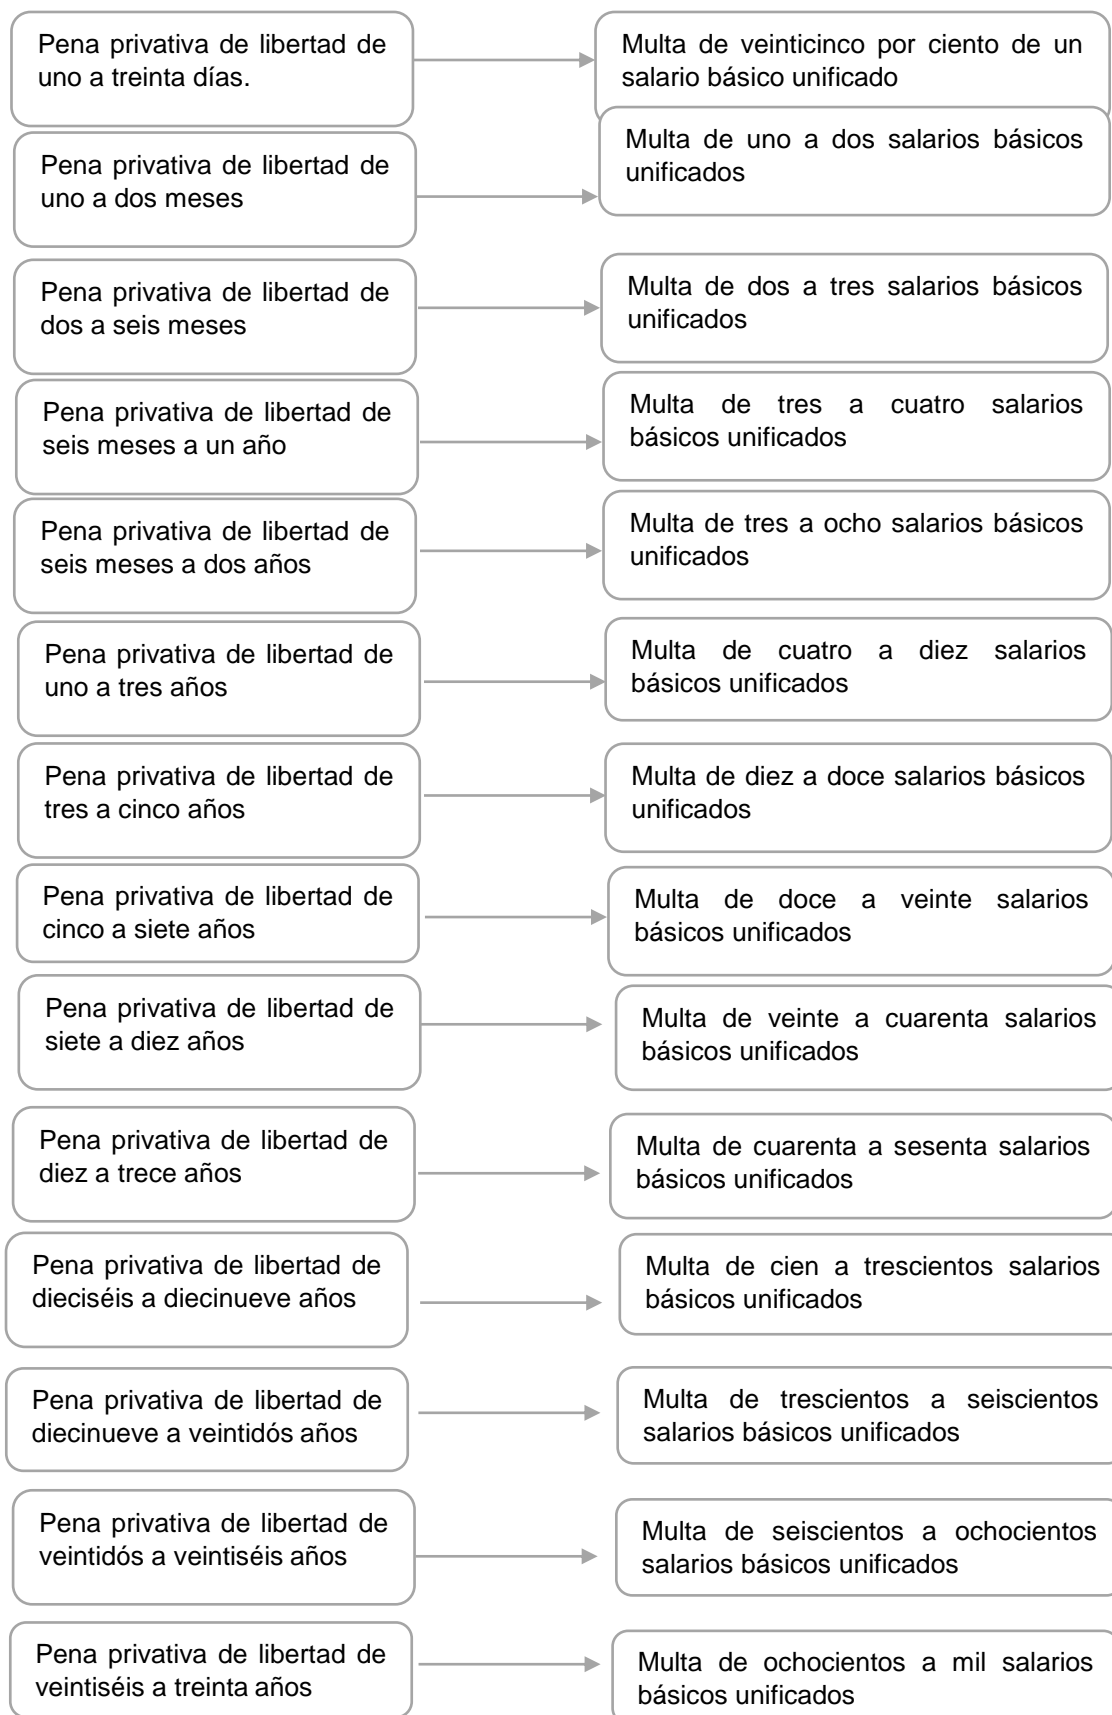 Pena privativa de libertad de
uno a treinta días.
Multa de veinticinco por ciento de un
salario básico unificado
Pena privativa de libertad de
uno a dos meses
Multa de uno a dos salarios básicos
unificados
Pena privativa de libertad de
dos a seis meses
Multa de dos a tres salarios básicos
unificados
Pena privativa de libertad de
seis meses a un año
Multa de tres a cuatro salarios
básicos unificados
Pena privativa de libertad de
seis meses a dos años
Multa de tres a ocho salarios básicos
unificados
Pena privativa de libertad de
uno a tres años
Multa de cuatro a diez salarios
básicos unificados
Pena privativa de libertad de
tres a cinco años
Multa de diez a doce salarios básicos
unificados
Pena privativa de libertad de
cinco a siete años
Multa de doce a veinte salarios
básicos unificados
Pena privativa de libertad de
siete a diez años
Multa de veinte a cuarenta salarios
básicos unificados
Pena privativa de libertad de
diez a trece años
Multa de cuarenta a sesenta salarios
básicos unificados
Pena privativa de libertad de
dieciséis a diecinueve años
Multa de cien a trescientos salarios
básicos unificados
Pena privativa de libertad de
diecinueve a veintidós años
Multa de trescientos a seiscientos
salarios básicos unificados
Pena privativa de libertad de
veintidós a veintiséis años
Multa de seiscientos a ochocientos
salarios básicos unificados
Pena privativa de libertad de
veintiséis a treinta años
Multa de ochocientos a mil salarios
básicos unificados